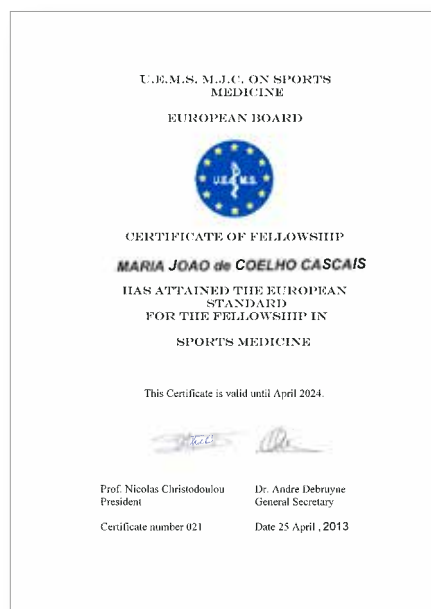 U.E.M.S. M.J.C. ON SPORTS
MEDICINE
EUROPEAN BOARD
U.E.M.S.
CERTIFICATE OF FELLOWSHIP
MARIA JOAO de COELHO CASCAIS
HAS ATTAINED THE EUROPEAN
STANDARD
FOR THE FELLOWSHIP IN
SPORTS MEDICINE
This Certificate is valid until April 2024.
Prof. Nicolas Christodoulou
President
Dr. Andre Debruyne
General Secretary
Certificate number 021
Date 25 April , 2013